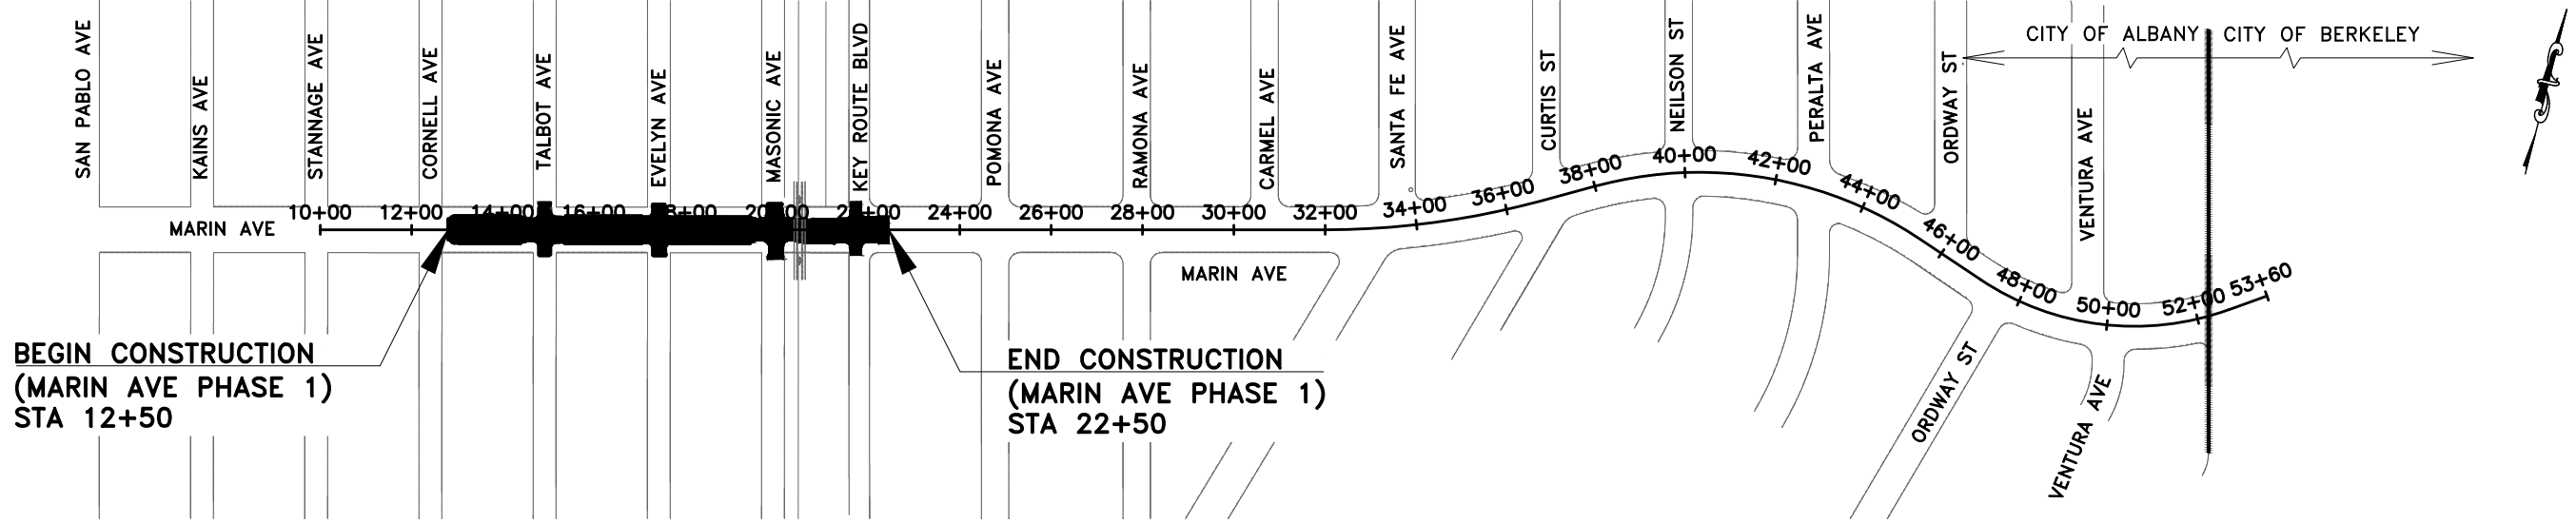 SAN PABLO AVE
KAINS AVE
STANNAGE AVE
CORNELL AVE
TALBOT AVE
EVELYN AVE
MASONIC AVE
KEY ROUTE BLVD
POMONA AVE
RAMONA AVE
CARMEL AVE
SANTA FE AVE
CURTIS ST
NEILSON ST
PERALTA AVE
ORDWAY ST
VENTURA AVE
CITY OF ALBANY
CITY OF BERKELEY
MARIN AVE
10+00
12+00
14+00
16+00
18+00
20+00
22+00
24+00
26+00
28+00
30+00
32+00
34+00
36+00
38+00
40+00
42+00
44+00
46+00
48+00
50+00
52+00
53+60
MARIN AVE
BEGIN CONSTRUCTION
(MARIN AVE PHASE 1)
STA 12+50
END CONSTRUCTION
(MARIN AVE PHASE 1)
STA 22+50
ORDWAY ST
VENTURA AVE